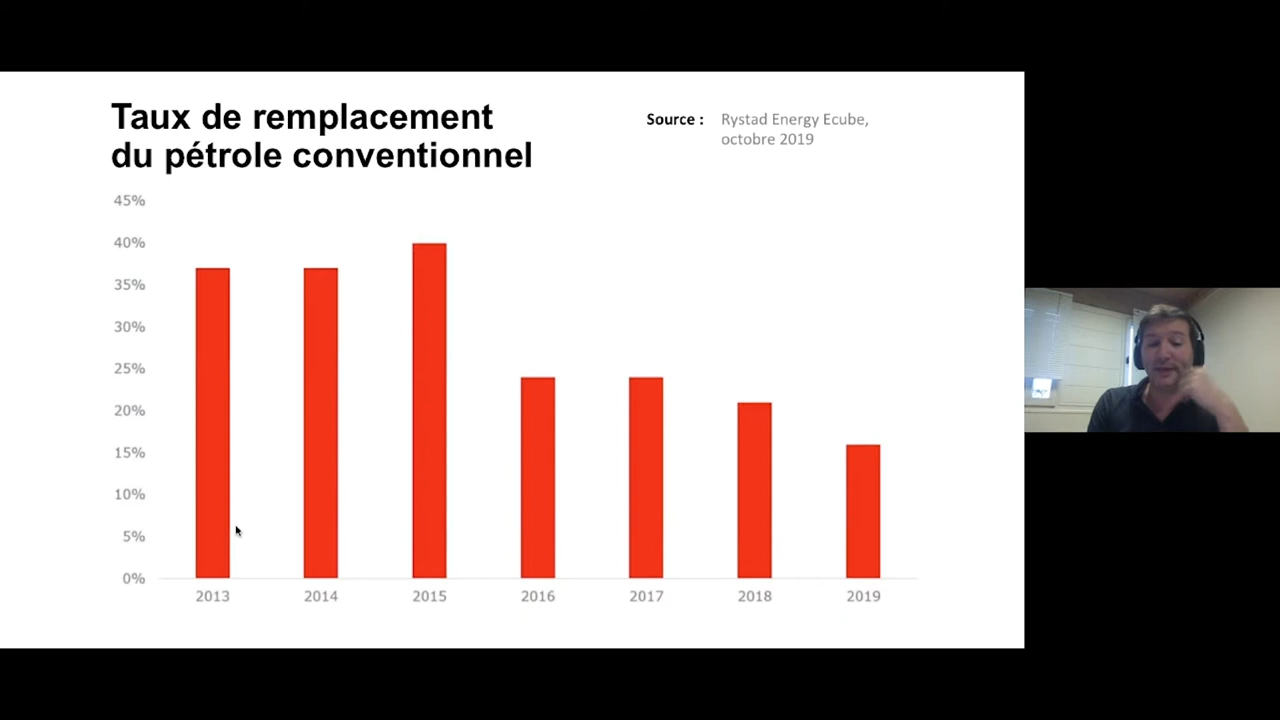 Taux de remplacement
du pétrole conventionnel
Source : Rystad Energy Ecube,
octobre 2019
45%
40%
35%
30%
25%
20%
15%
10%
5%
0%
2013 2014 2015 2016 2017 2018 2019